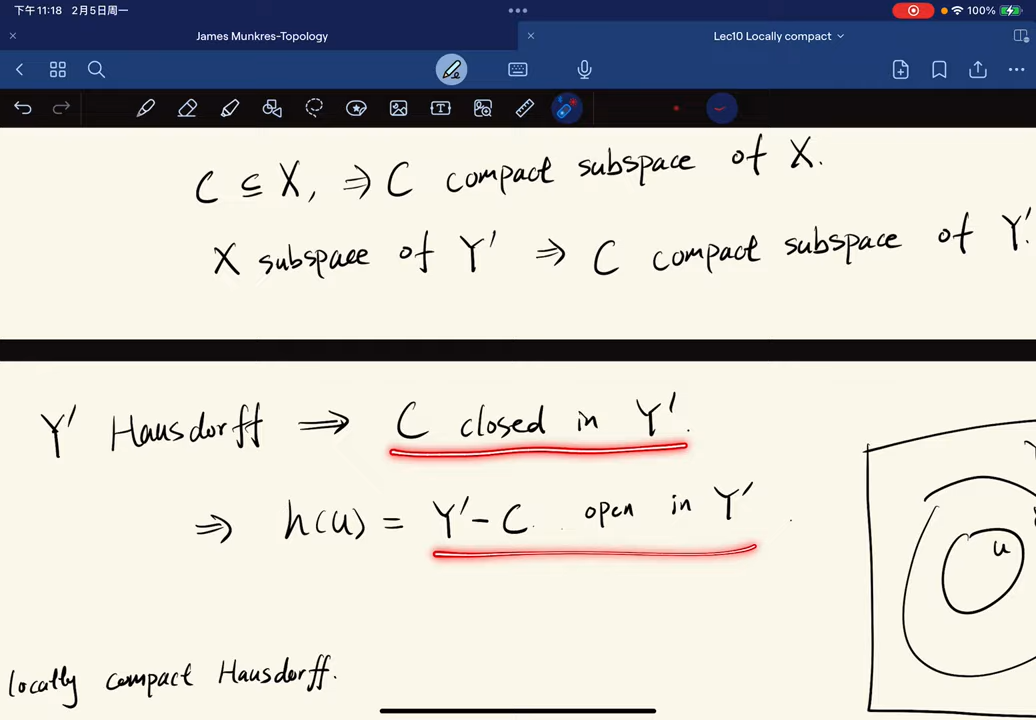 下午11:18 2月5日周一
100%
James Munkres-Topology
Lec10 Locally compact
C ⊆ X, ⇒ C compact subspace of X.
X subspace of Y' ⇒ C compact subspace of Y'.
Y' Hausdorff ⇒ C closed in Y'.
⇒ h(u) = Y' - C. open in Y'
u
locally compact Hausdorff.